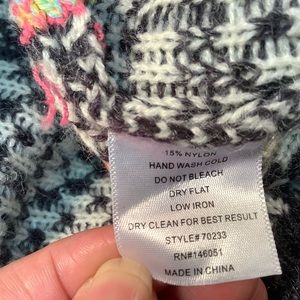 15% NYLON
HAND WASH COLD
DO NOT BLEACH
DRY FLAT
LOW IRON
DRY CLEAN FOR BEST RESULT
STYLE# 70233
RN#146051
MADE IN CHINA